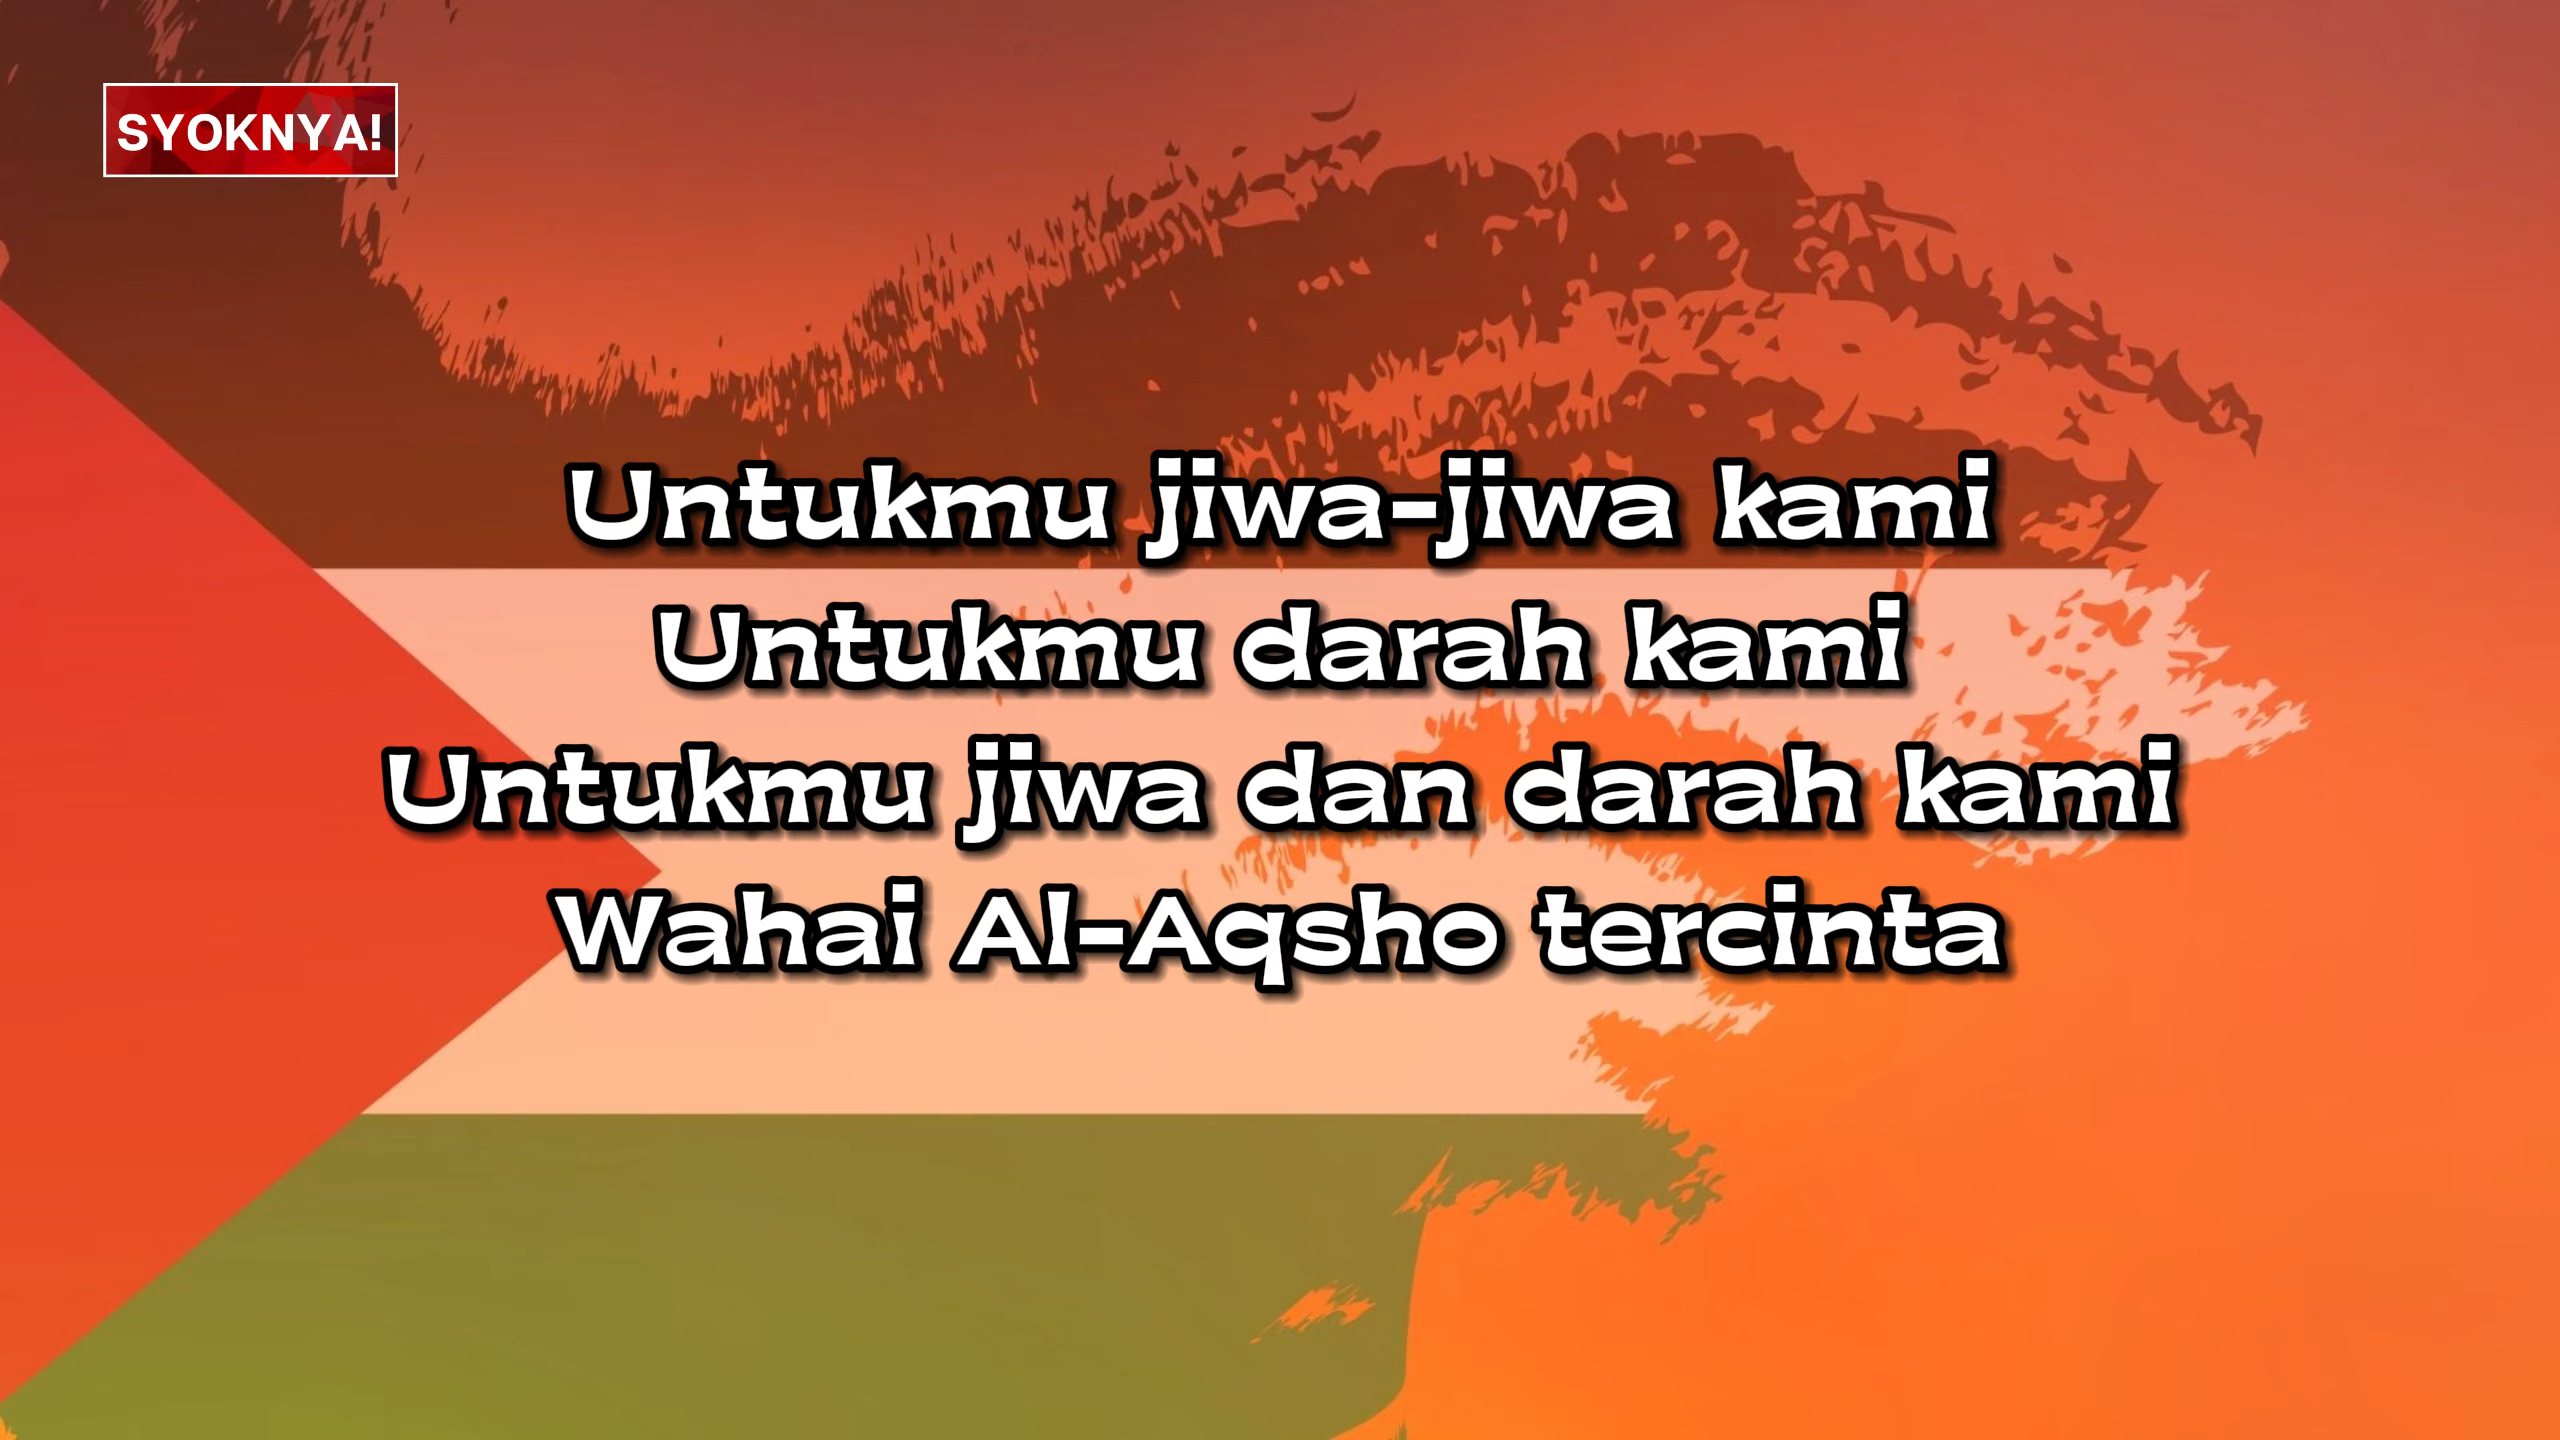 SYOKNYA!
Untukmu jiwa-jiwa kami
Untukmu darah kami
Untukmu jiwa dan darah kami
Wahai Al-Aqsho tercinta